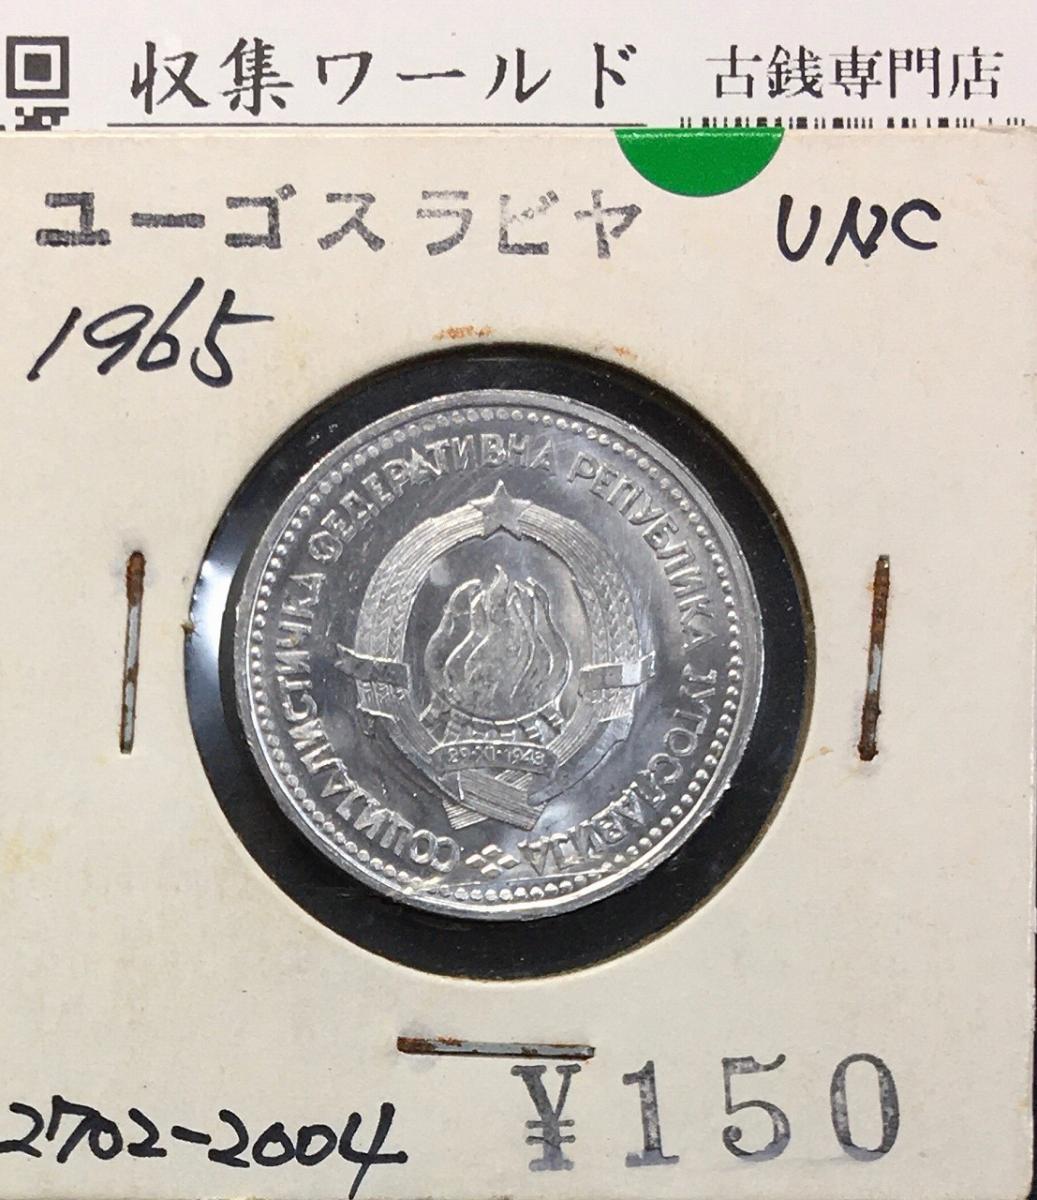 収集ワールド 古銭専門店
ユーゴスラビヤ UNC
1965
СОЦИЈАЛИСТИЧКА ФЕДЕРАТИВНА РЕПУБЛИКА ЈУГОСЛАВИЈА
29·XI·1943
2702-2004 ¥150